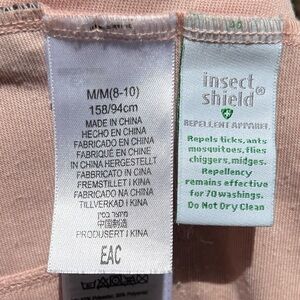 M/M(8-10)
158/94cm
MADE IN CHINA
HECHO EN CHINA
FABRICADO EN CHINA
FABRIQUÉ EN CHINE
IN CHINA HERGESTELLT
FABBRICATO IN CINA
FREMSTILLET I KINA
FABRICADO NA CHINA
TILLVERKAD I KINA
מיוצר בסין
中国制造
PRODUSERT I KINA
EAC
insect
shield®
REPELLENT APPAREL
Repels ticks, ants
mosquitoes, flies
chiggers, midges.
Repellency
remains effective
for 70 washings.
Do Not Dry Clean